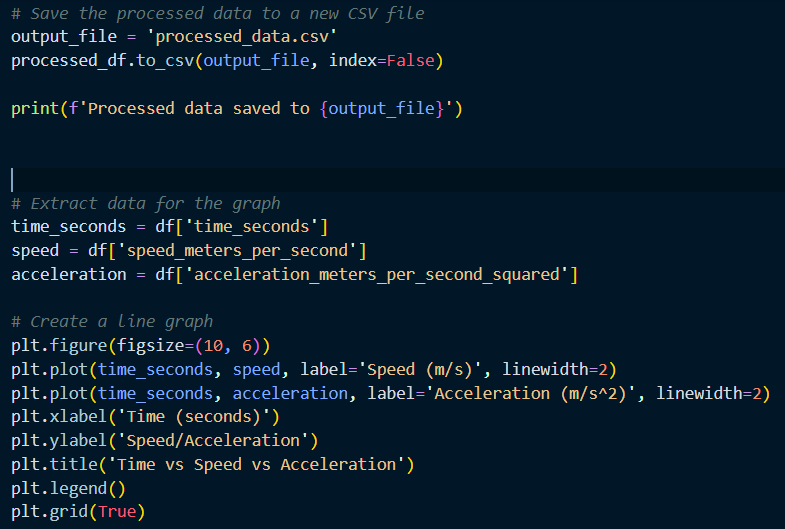 # Save the processed data to a new CSV file
output_file = 'processed_data.csv'
processed_df.to_csv(output_file, index=False)
print(f'Processed data saved to {output_file}')
# Extract data for the graph
time_seconds = df['time_seconds']
speed = df['speed_meters_per_second']
acceleration = df['acceleration_meters_per_second_squared']
# Create a line graph
plt.figure(figsize=(10, 6))
plt.plot(time_seconds, speed, label='Speed (m/s)', linewidth=2)
plt.plot(time_seconds, acceleration, label='Acceleration (m/s^2)', linewidth=2)
plt.xlabel('Time (seconds)')
plt.ylabel('Speed/Acceleration')
plt.title('Time vs Speed vs Acceleration')
plt.legend()
plt.grid(True)